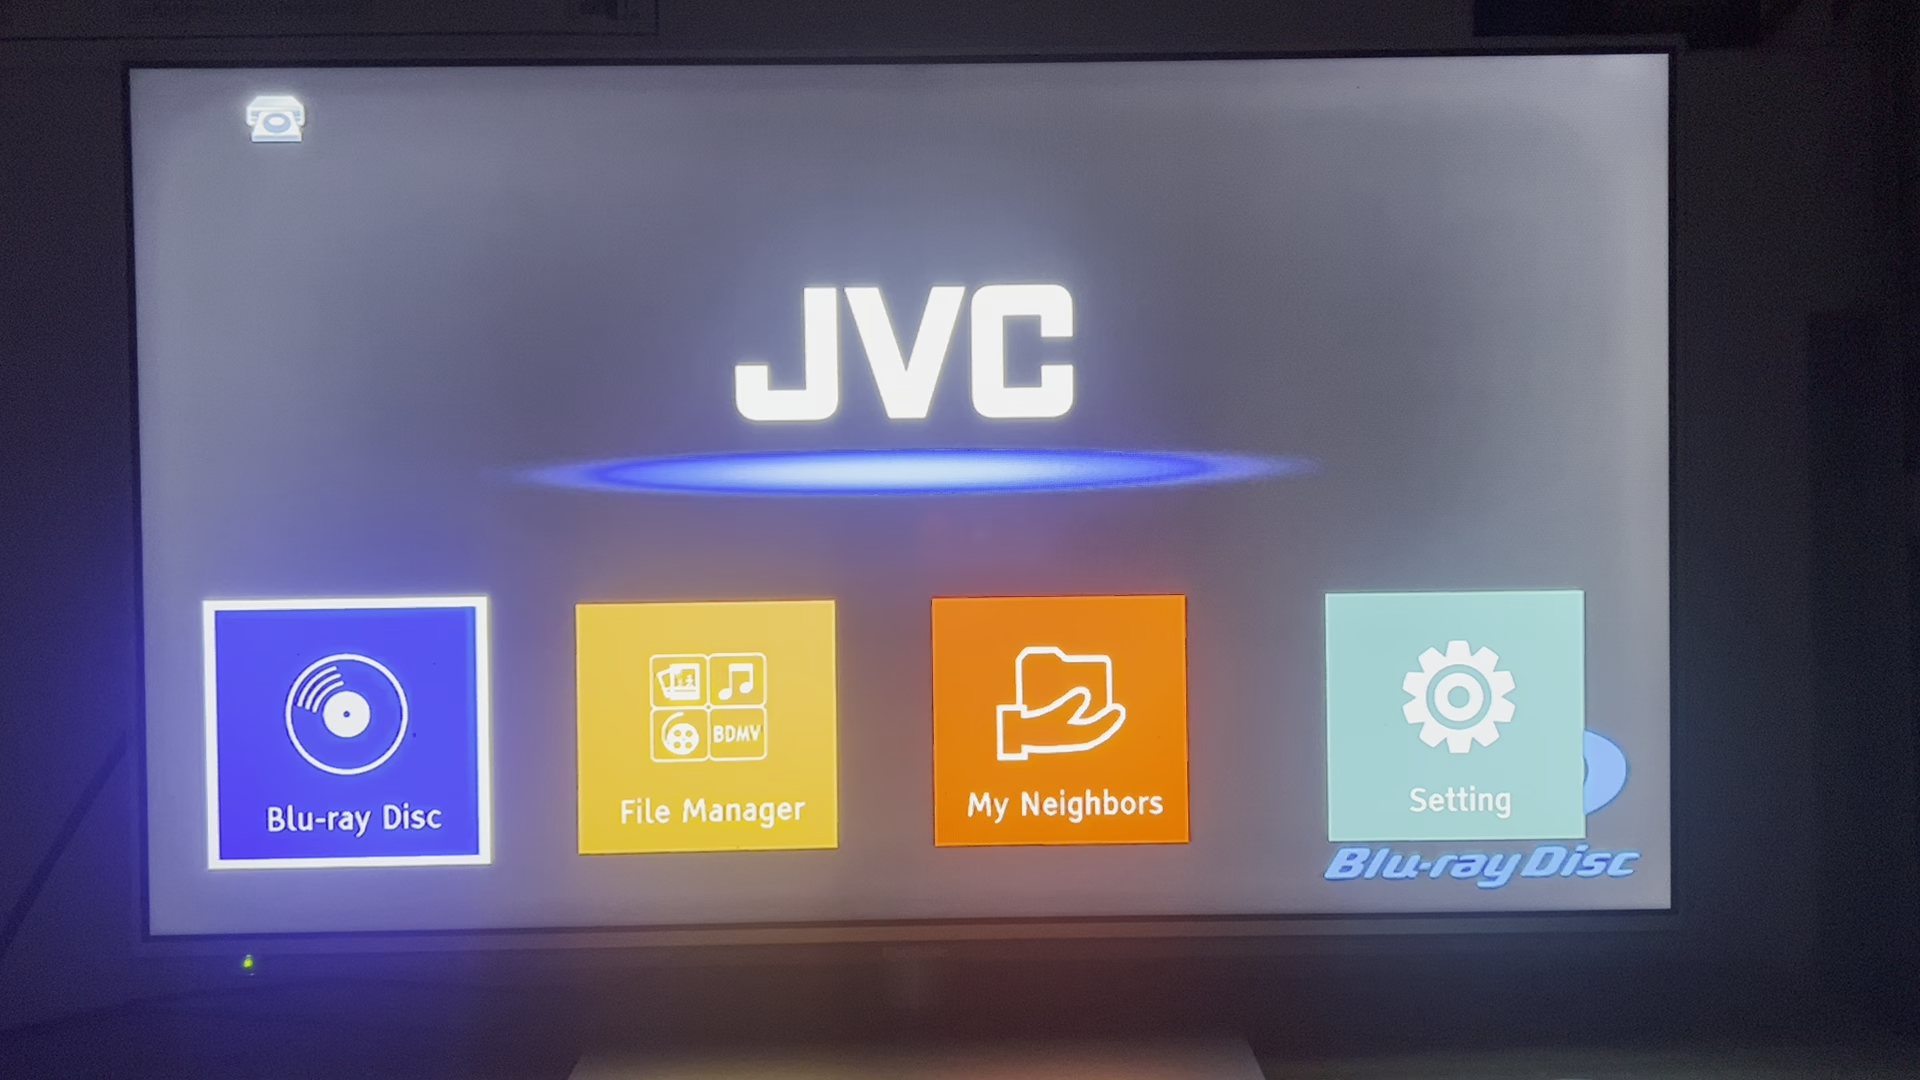 JVC
BDMV
Blu-ray Disc
File Manager
My Neighbors
Setting
Blu-ray Disc